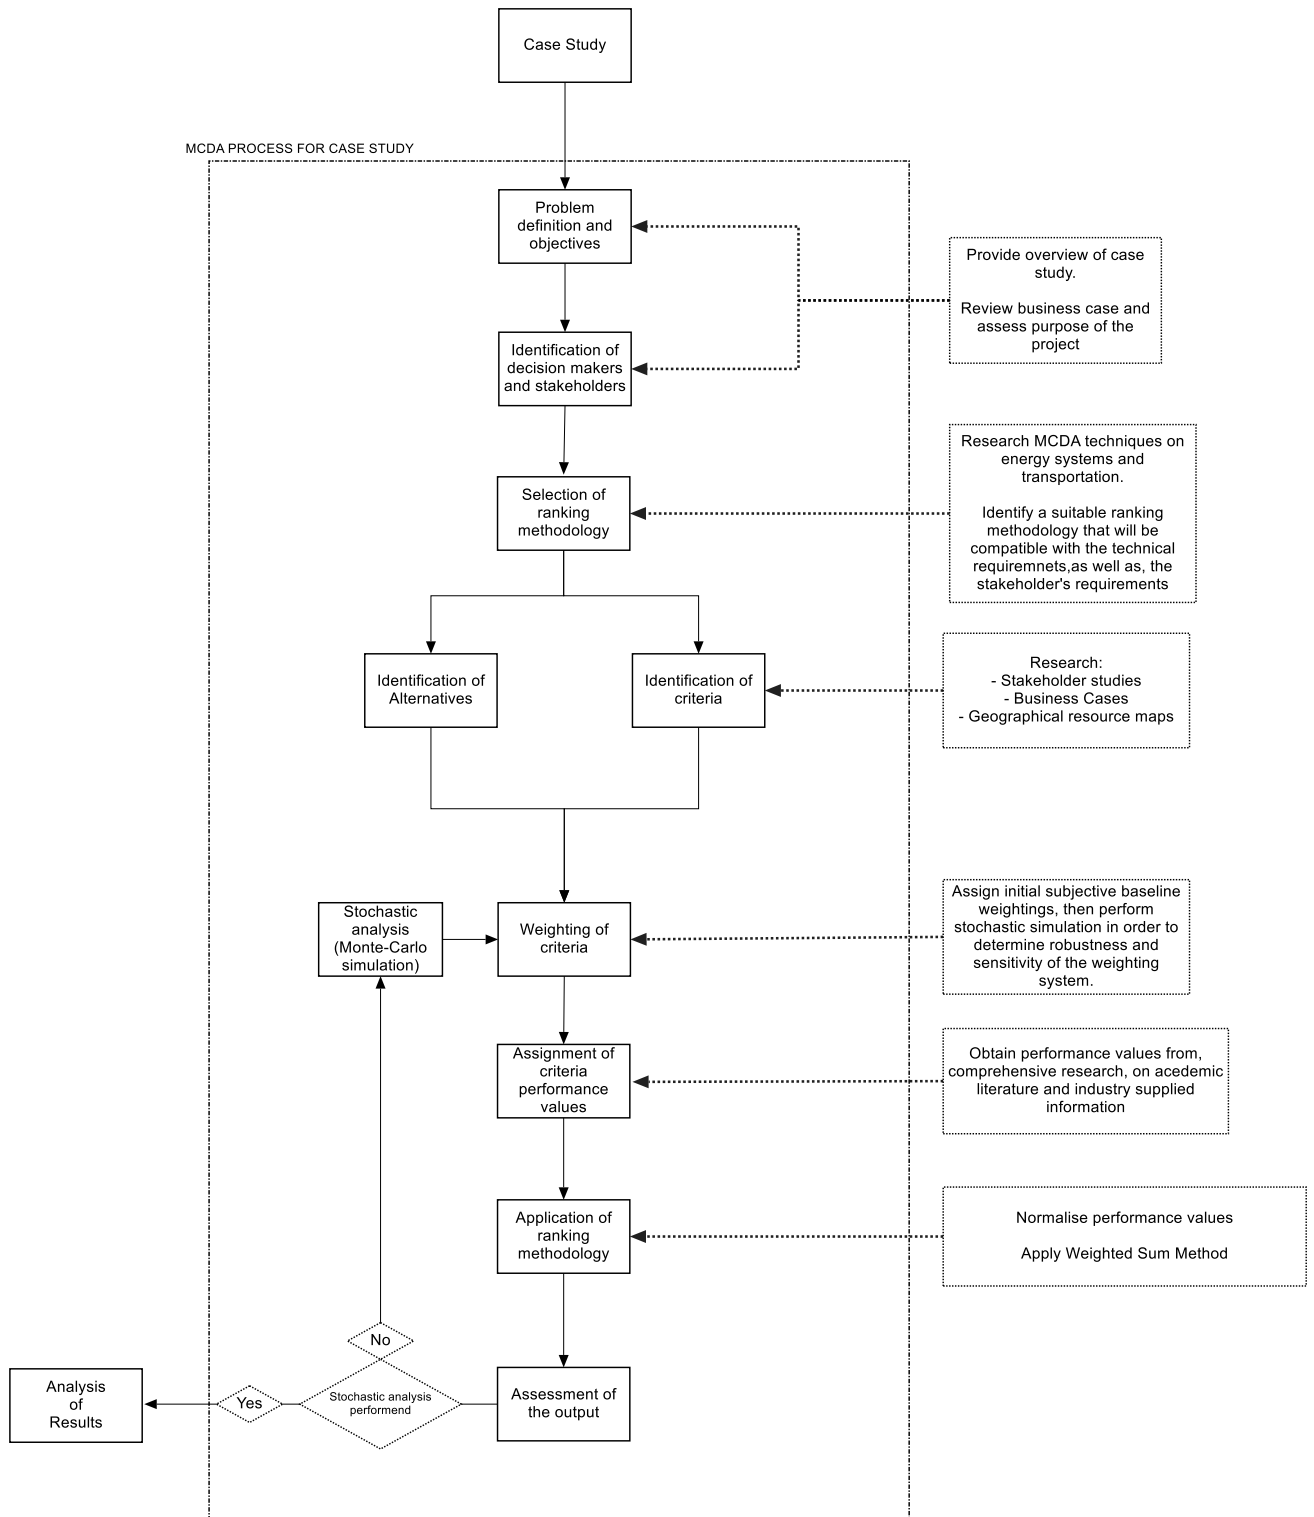 Case Study
MCDA PROCESS FOR CASE STUDY
Problem
definition and
objectives
Provide overview of case
study.
Review business case and
assess purpose of the
project
Identification of
decision makers
and stakeholders
Research MCDA techniques on
energy systems and
transportation.
Identify a suitable ranking
methodology that will be
compatible with the technical
requiremnets,as well as, the
stakeholder's requirements
Selection of
ranking
methodology
Identification of
Alternatives
Identification of
criteria
Research:
- Stakeholder studies
- Business Cases
- Geographical resource maps
Stochastic
analysis
(Monte-Carlo
simulation)
Weighting of
criteria
Assign initial subjective baseline
weightings, then perform
stochastic simulation in order to
determine robustness and
sensitivity of the weighting
system.
Assignment of
criteria
performance
values
Obtain performance values from,
comprehensive research, on acedemic
literature and industry supplied
information
Application of
ranking
methodology
Normalise performance values
Apply Weighted Sum Method
No
Analysis
of
Results
Yes
Stochastic analysis
performend
Assessment of
the output